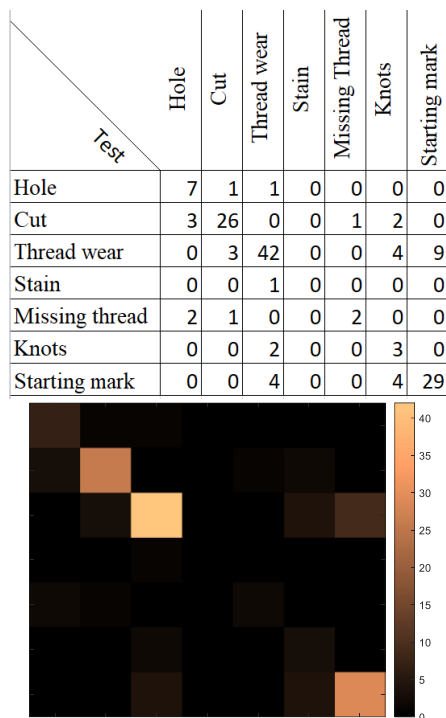 Test
Hole Cut Thread wear Stain Missing Thread Knots Starting mark
Hole 7 1 1 0 0 0 0
Cut 3 26 0 0 1 2 0
Thread wear 0 3 42 0 0 4 9
Stain 0 0 1 0 0 0 0
Missing thread 2 1 0 0 2 0 0
Knots 0 0 2 0 0 3 0
Starting mark 0 0 4 0 0 4 29
40
35
30
25
20
15
10
5
0